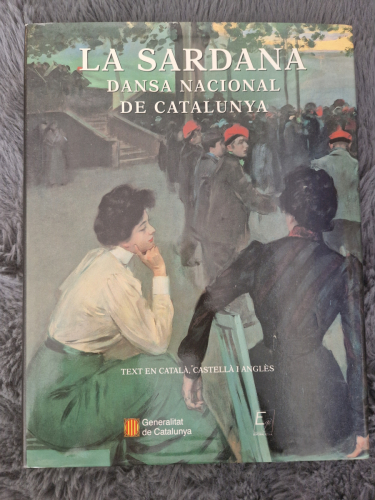 LA SARDANA
DANSA NACIONAL
DE CATALUNYA
TEXT EN CATALÀ, CASTELLÀ I ANGLÈS
Generalitat
de Catalunya